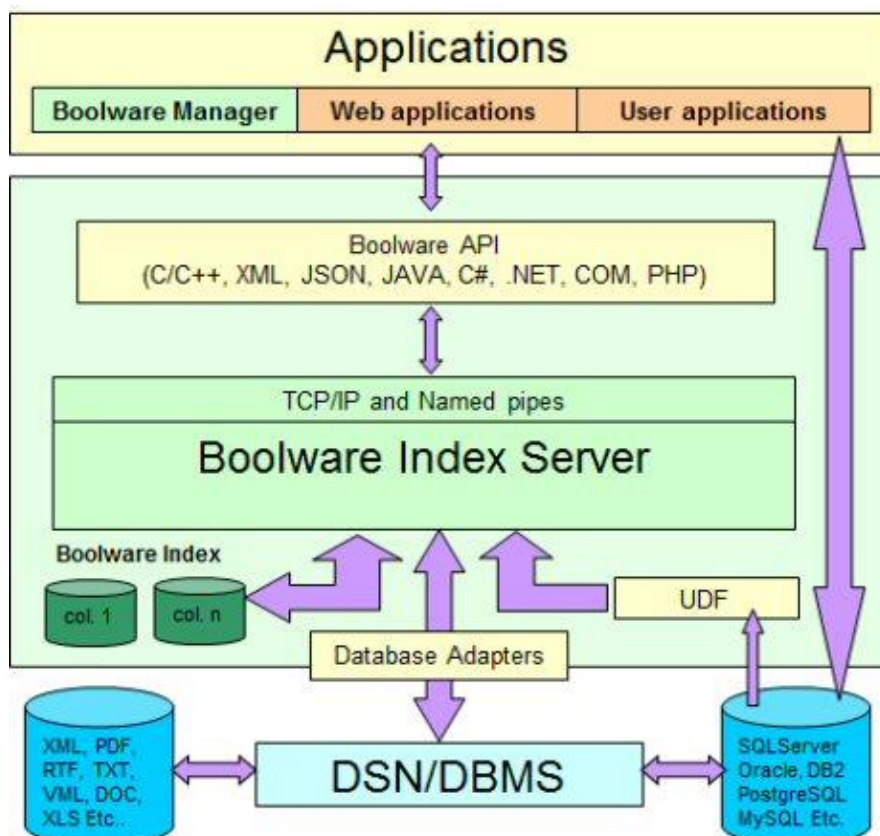 Applications
Boolware Manager
Web applications
User applications
Boolware API
(C/C++, XML, JSON, JAVA, C#, .NET, COM, PHP)
TCP/IP and Named pipes
Boolware Index Server
Boolware Index
col. 1
col. n
UDF
Database Adapters
XML, PDF,
RTF, TXT,
VML, DOC,
XLS Etc..
DSN/DBMS
SQLServer
Oracle, DB2
PostgreSQL
MySQL Etc.